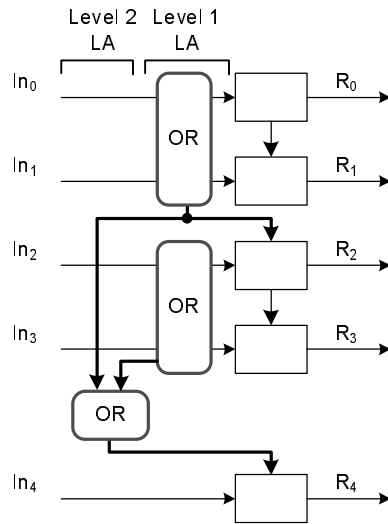 Level 2 Level 1
LA LA
In₀ R₀
OR
In₁ R₁
In₂ R₂
OR
In₃ R₃
OR
In₄ R₄